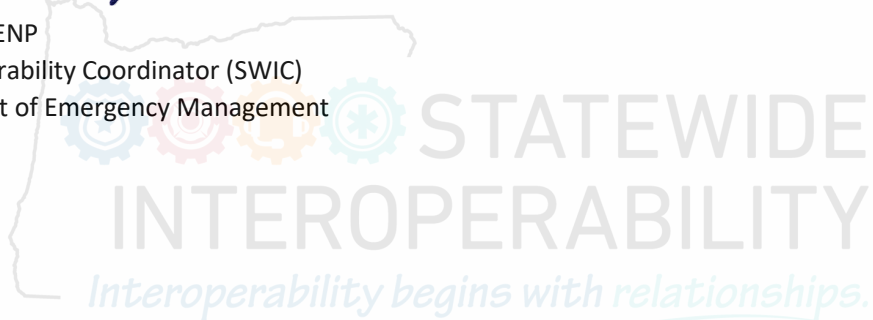 ENP
rability Coordinator (SWIC)
t of Emergency Management
STATEWIDE
INTEROPERABILITY
Interoperability begins with relationships.